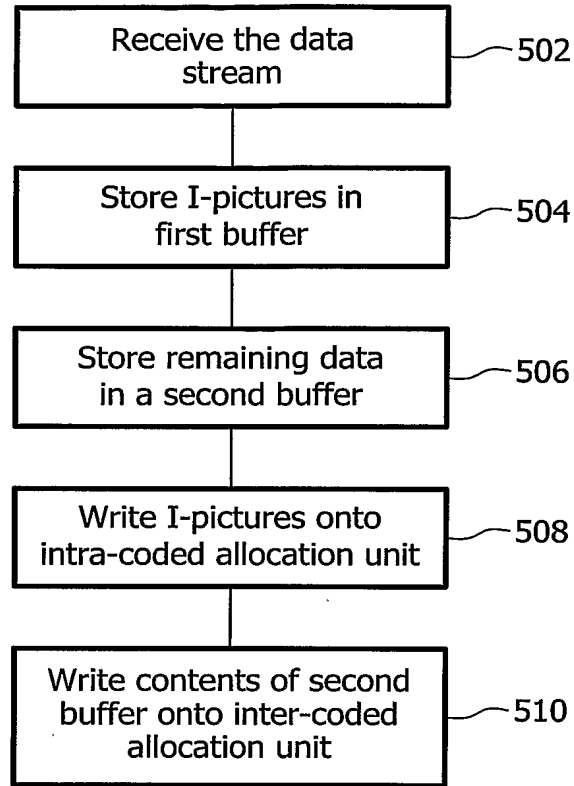 Receive the data
stream
502
Store I-pictures in
first buffer
504
Store remaining data
in a second buffer
506
Write I-pictures onto
intra-coded allocation unit
508
Write contents of second
buffer onto inter-coded
allocation unit
510